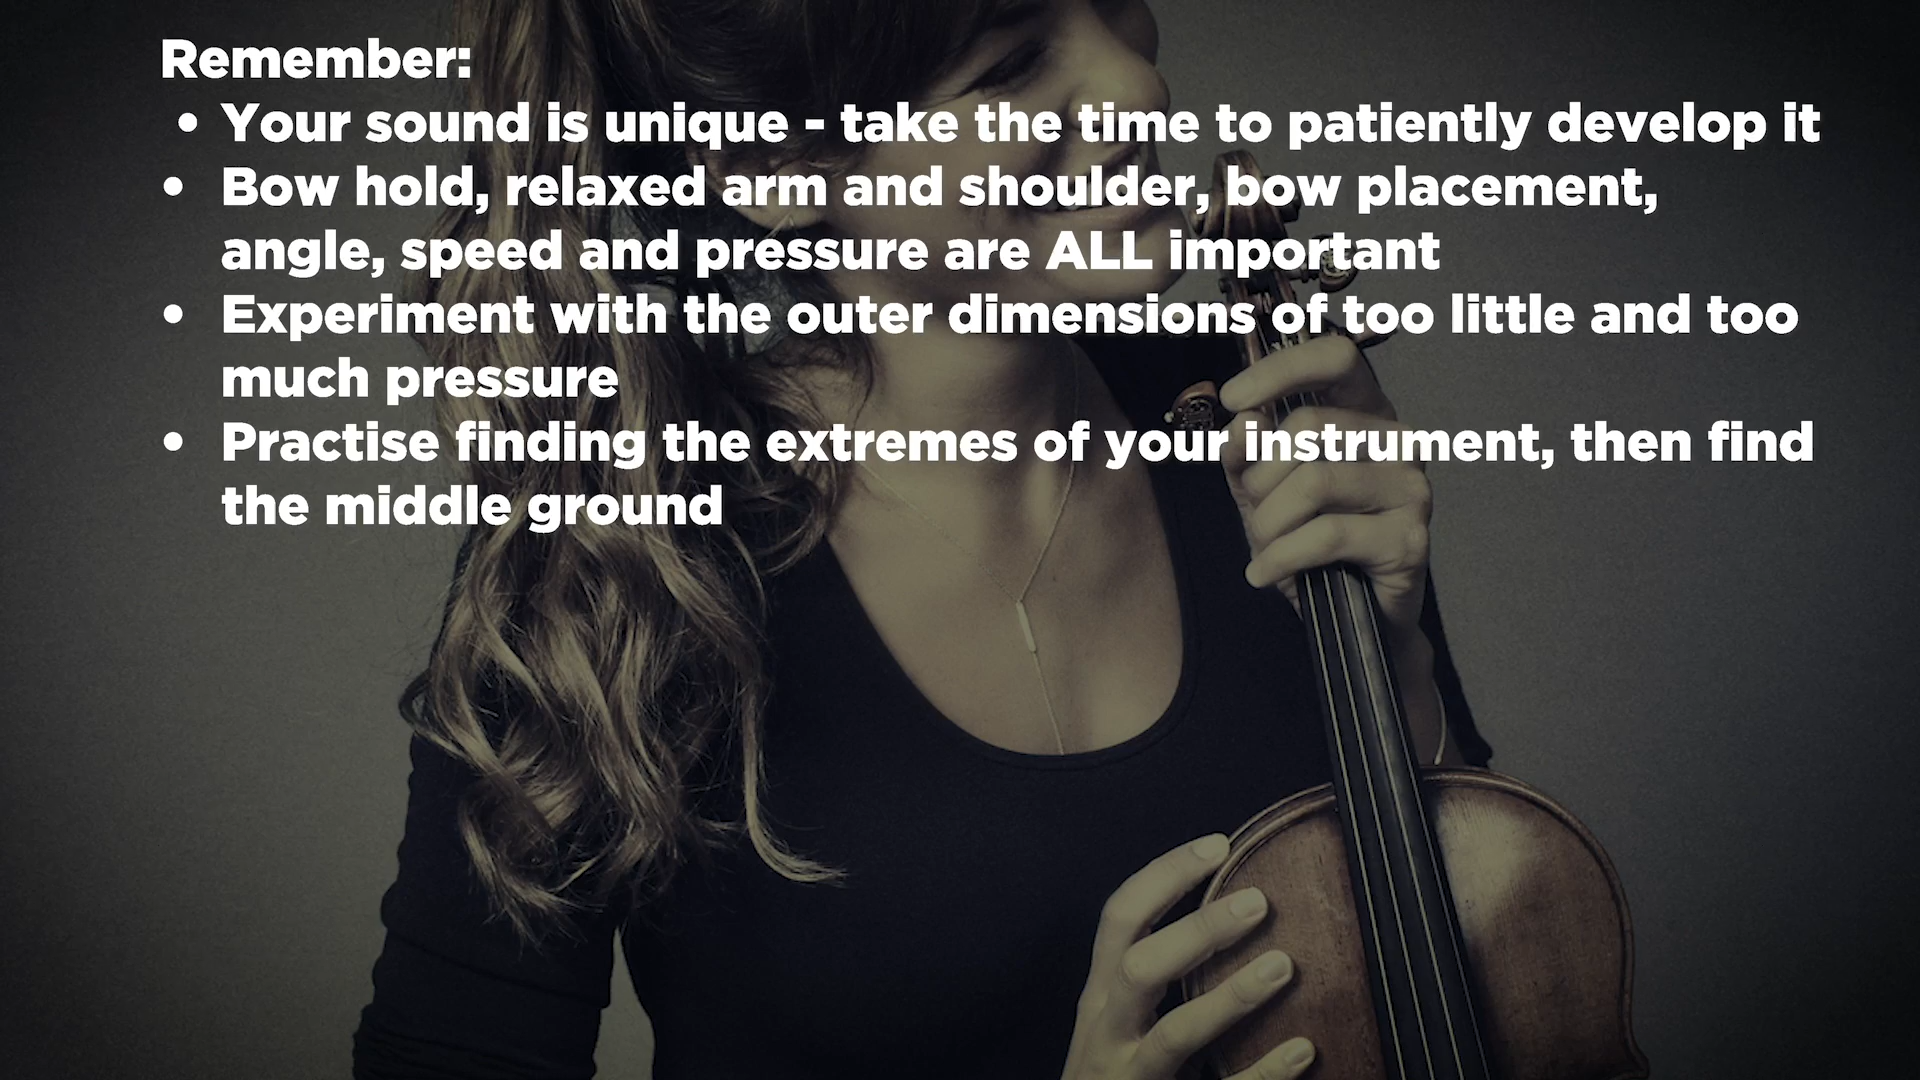 Remember:
• Your sound is unique - take the time to patiently develop it
• Bow hold, relaxed arm and shoulder, bow placement,
angle, speed and pressure are ALL important
• Experiment with the outer dimensions of too little and too
much pressure
• Practise finding the extremes of your instrument, then find
the middle ground